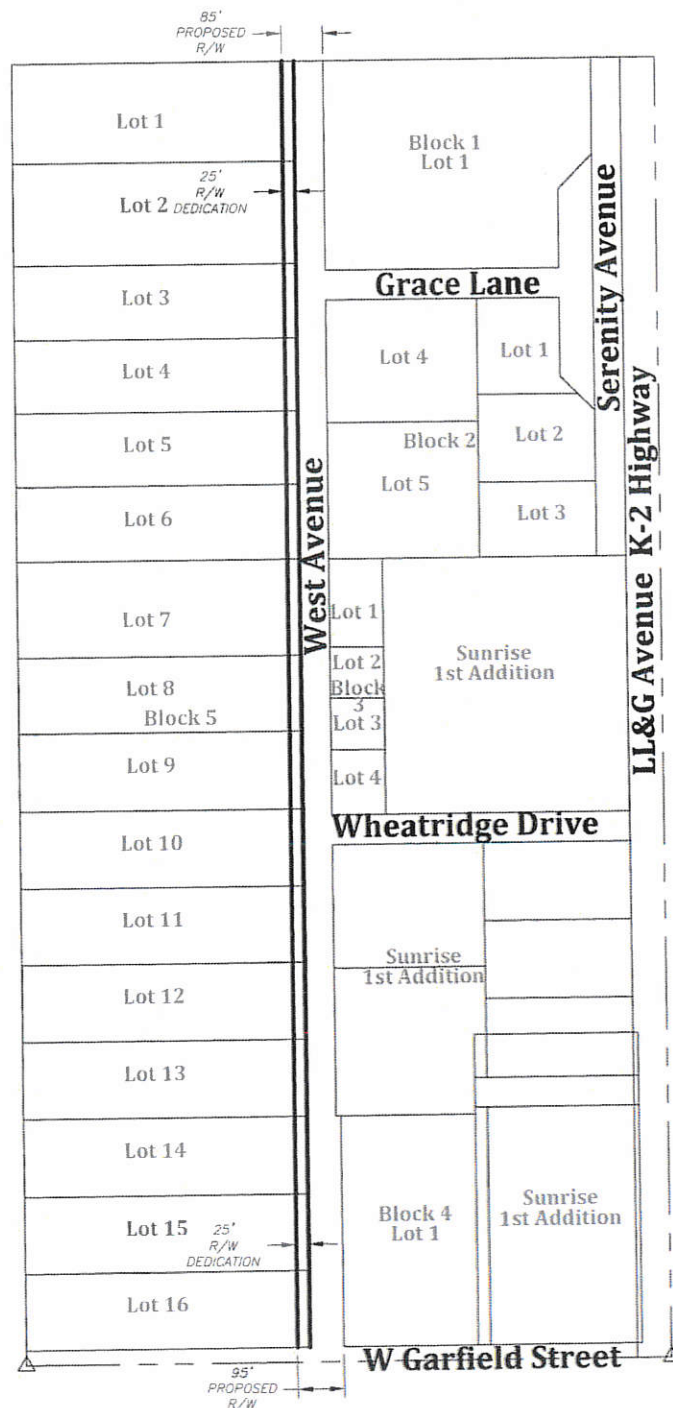 85'
PROPOSED
R/W
Lot 1
Block 1
Lot 1
25'
R/W
DEDICATION
Lot 2
Serenity Avenue
Grace Lane
Lot 3
Lot 4
Lot 1
Lot 4
Block 2
Lot 2
Lot 5
Lot 5
Lot 3
Lot 6
West Avenue
LL&G Avenue K-2 Highway
Lot 7
Lot 1
Sunrise
1st Addition
Lot 2
Block
3
Lot 8
Block 5
Lot 3
Lot 9
Lot 4
Wheatridge Drive
Lot 10
Lot 11
Sunrise
1st Addition
Lot 12
Lot 13
Lot 14
Block 4
Lot 1
Sunrise
1st Addition
Lot 15
25'
R/W
DEDICATION
Lot 16
W Garfield Street
95'
PROPOSED
R/W